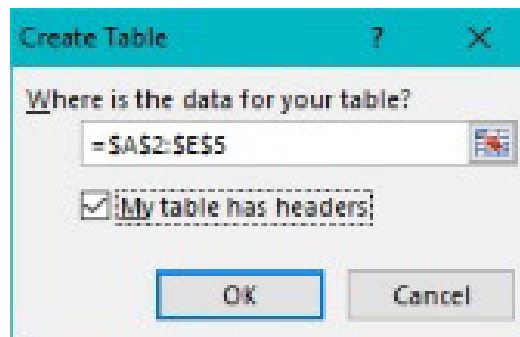 Create Table ? ×
Where is the data for your table?
=$A$2:$E$5
My table has headers
OK Cancel